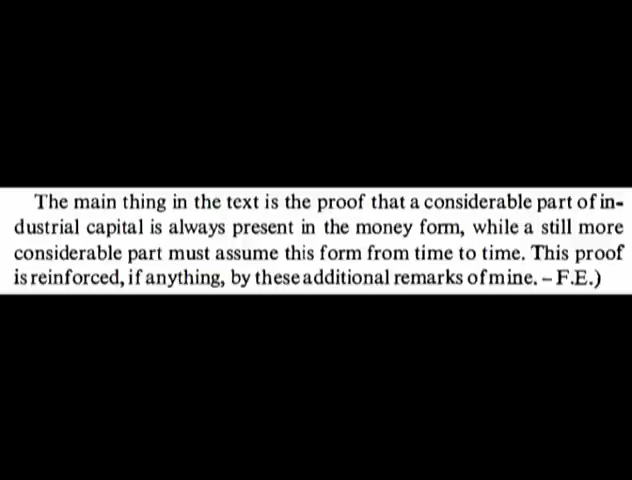 The main thing in the text is the proof that a considerable part of in-
dustrial capital is always present in the money form, while a still more
considerable part must assume this form from time to time. This proof
is reinforced, if anything, by these additional remarks of mine. – F.E.)